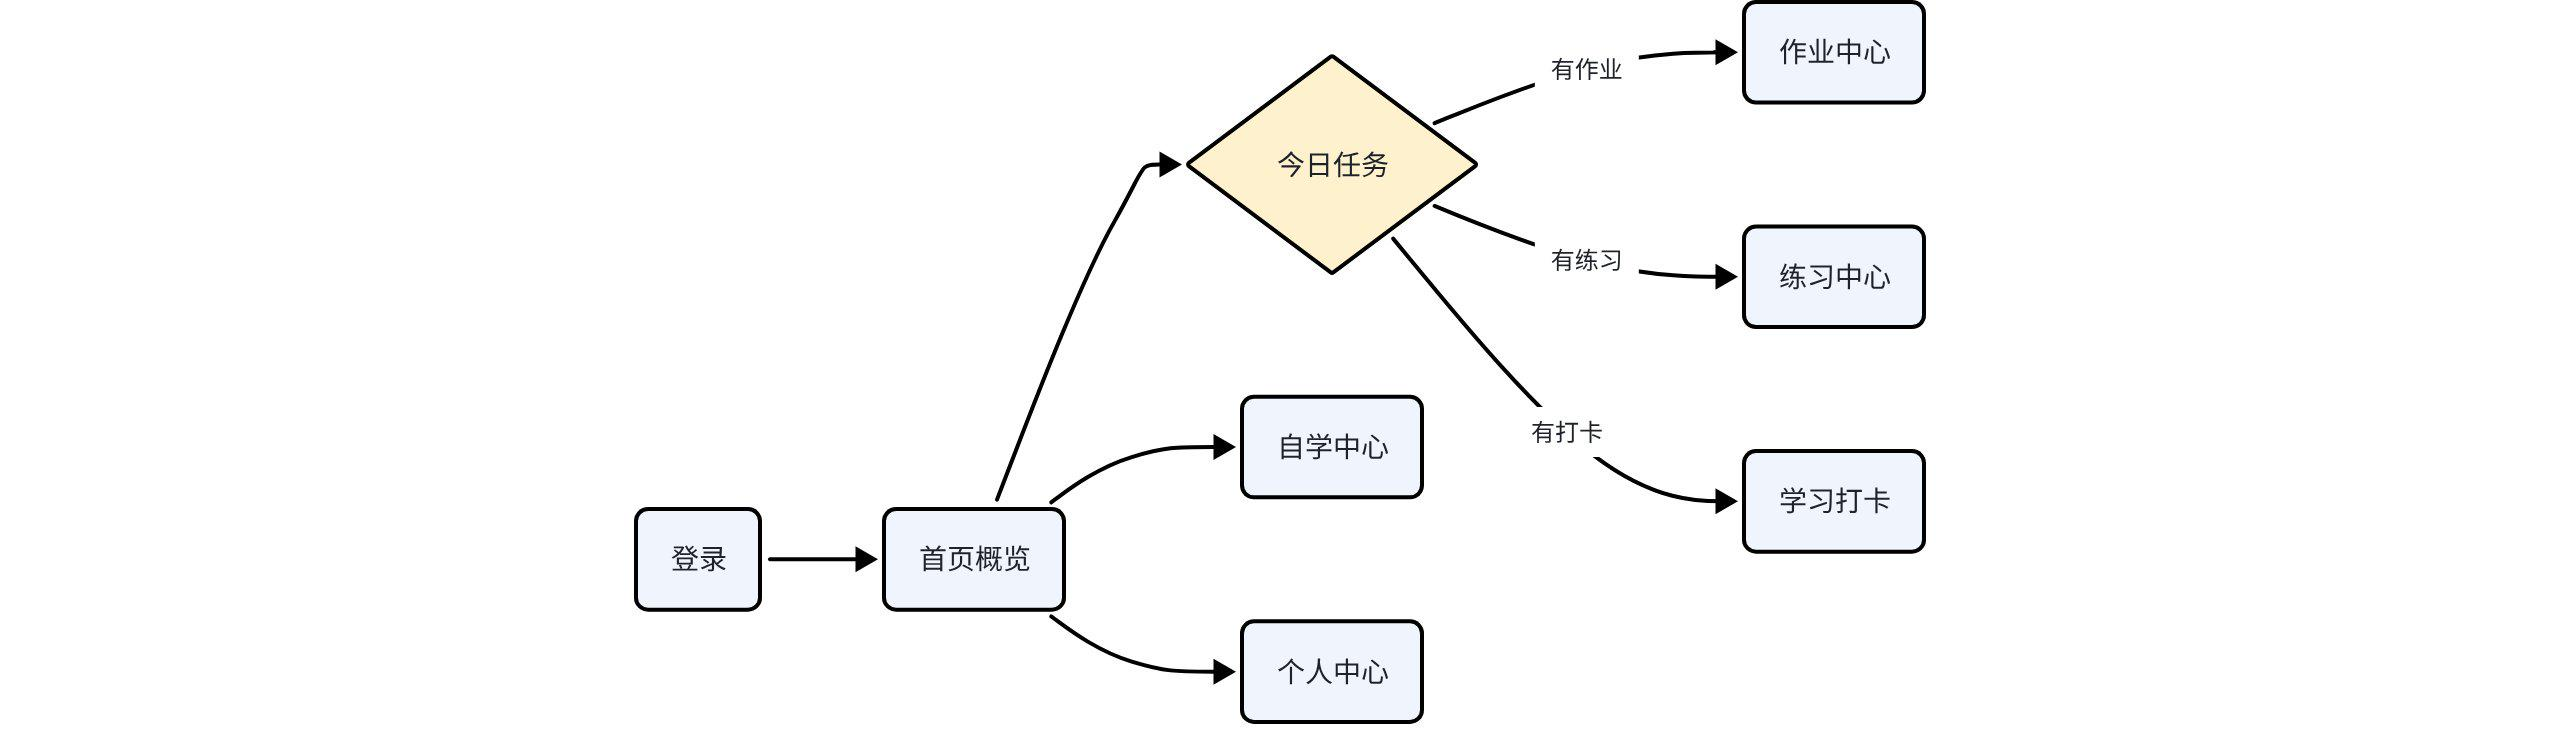 作业中心
有作业
今日任务
有练习
练习中心
有打卡
自学中心
学习打卡
登录
首页概览
个人中心